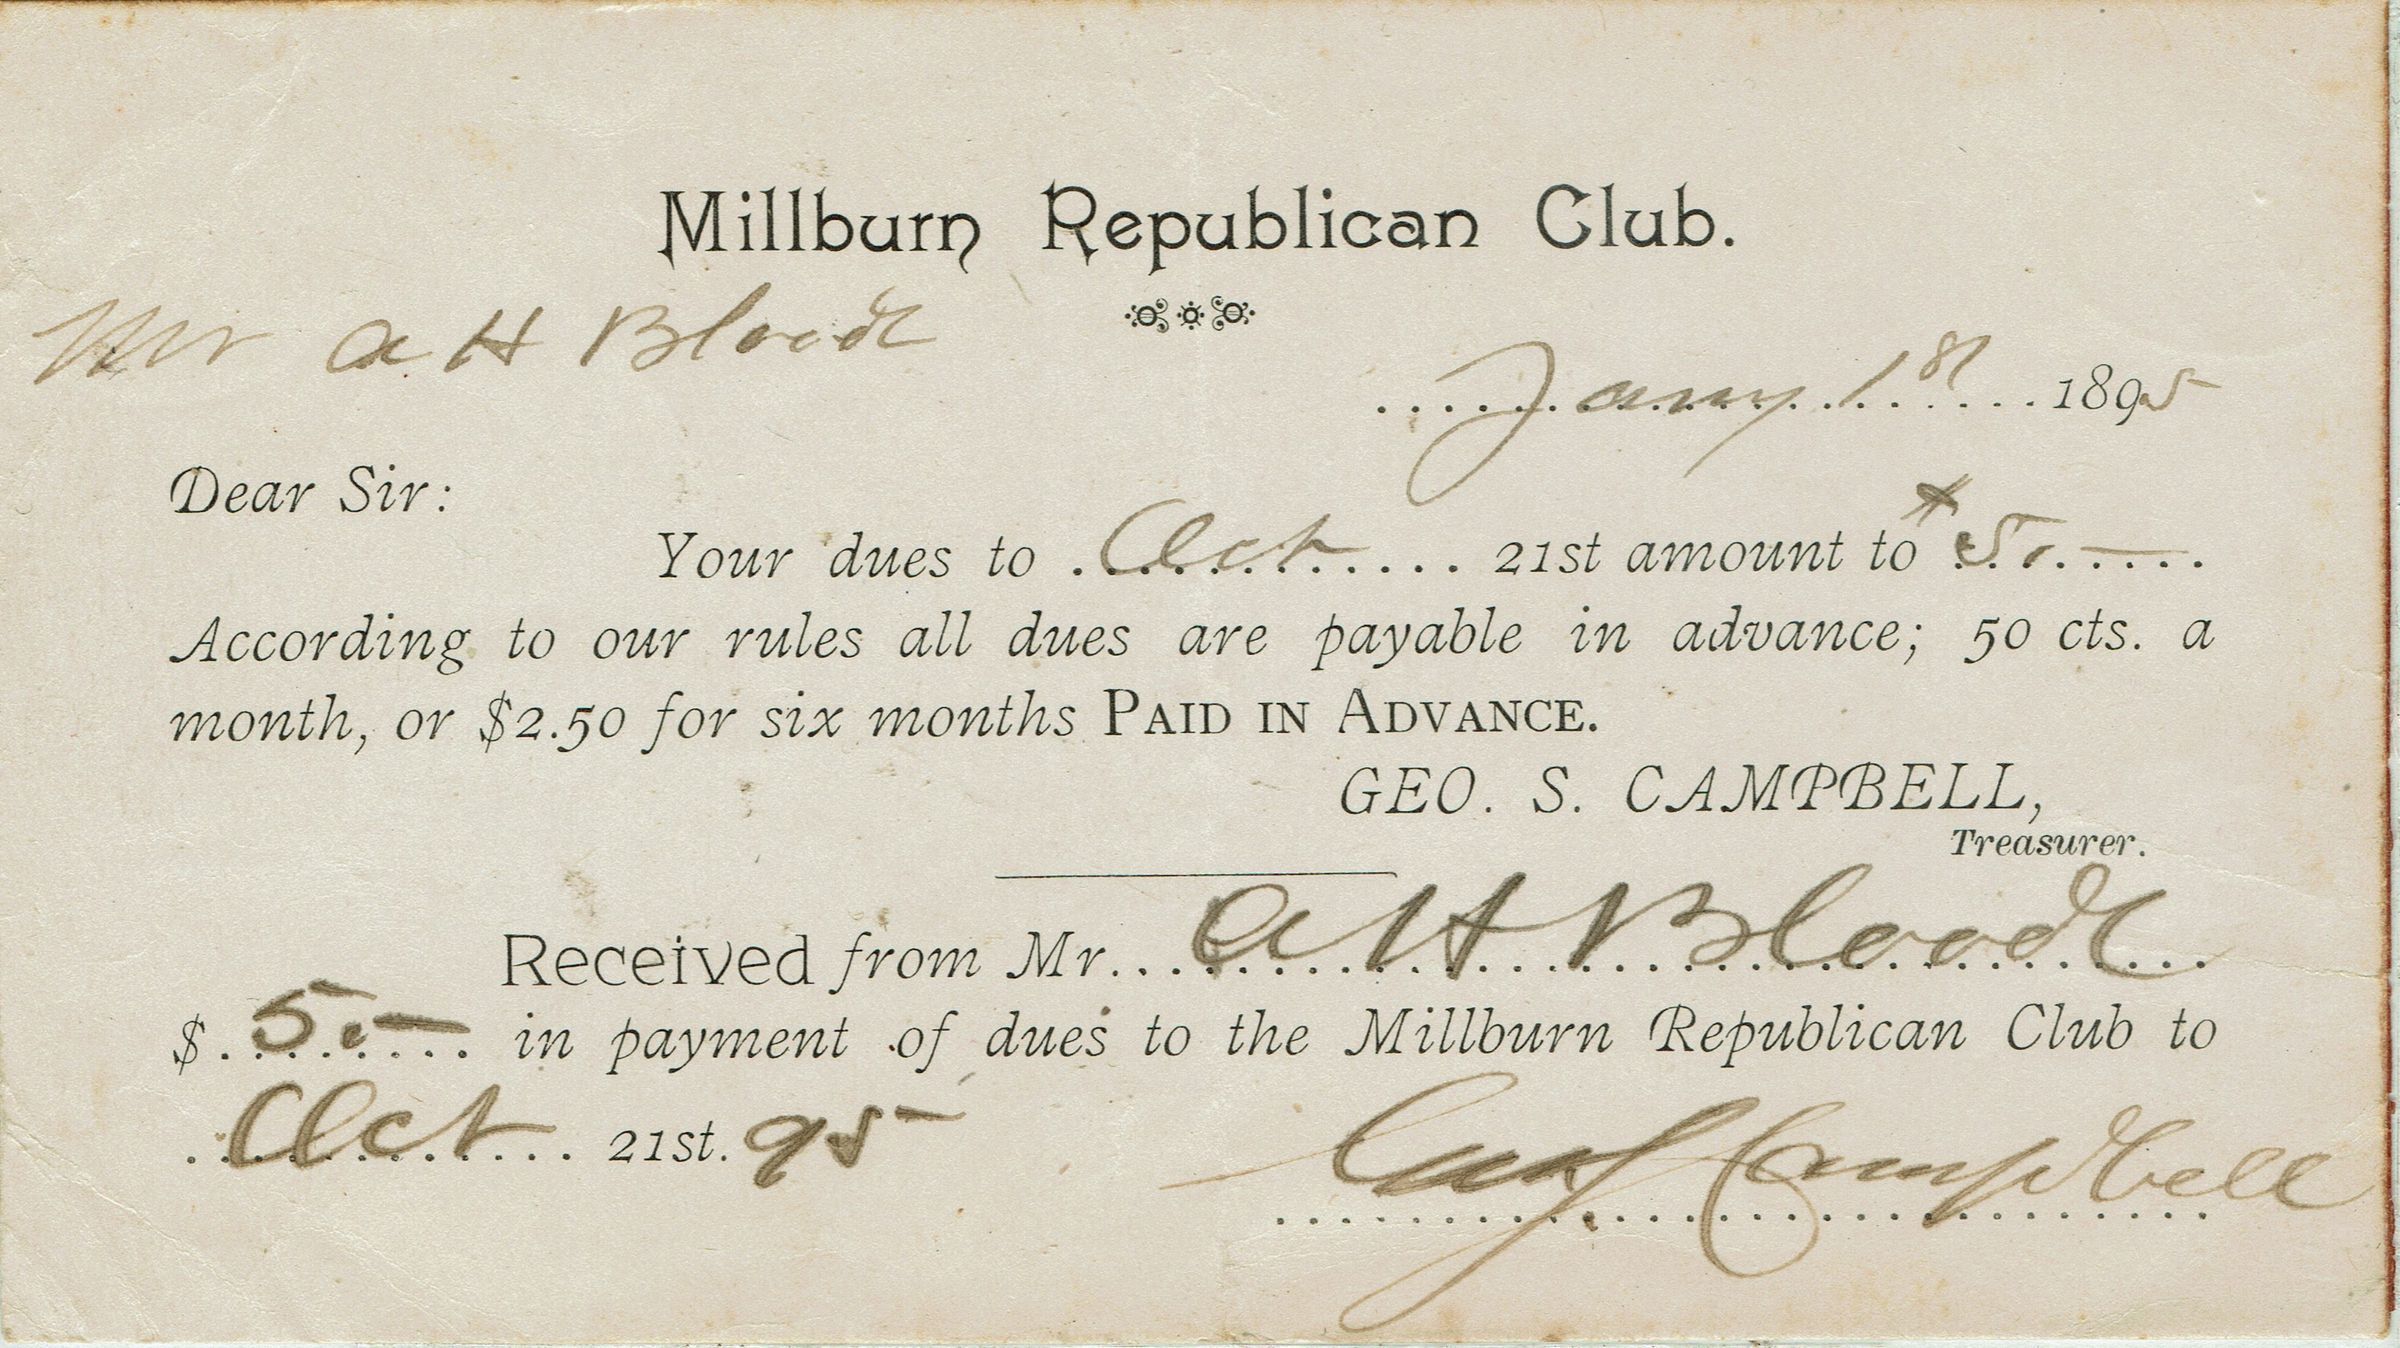 Millburn Republican Club.
Mr A H Blood
Jany 1st 1895
Dear Sir:
Your dues to Oct 21st amount to $5.—
According to our rules all dues are payable in advance; 50 cts. a
month, or $2.50 for six months PAID IN ADVANCE.
GEO. S. CAMPBELL,
Treasurer.
Received from Mr. A H Blood
$ 5.— in payment of dues to the Millburn Republican Club to
Oct 21st. 95
Campbell